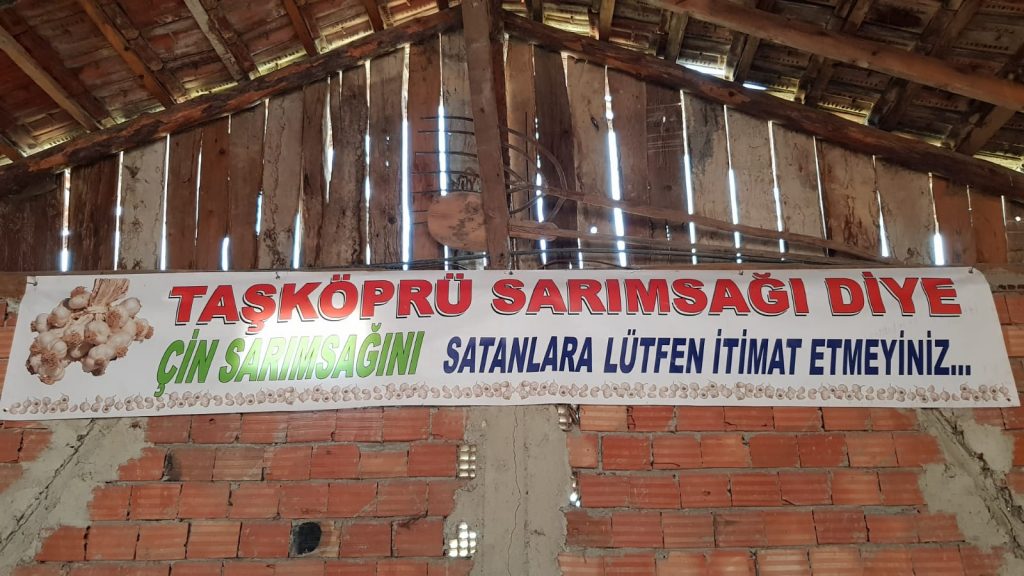 TAŞKÖPRÜ SARIMSAĞI DİYE
ÇİN SARIMSAĞINI SATANLARA LÜTFEN İTİMAT ETMEYİNİZ...